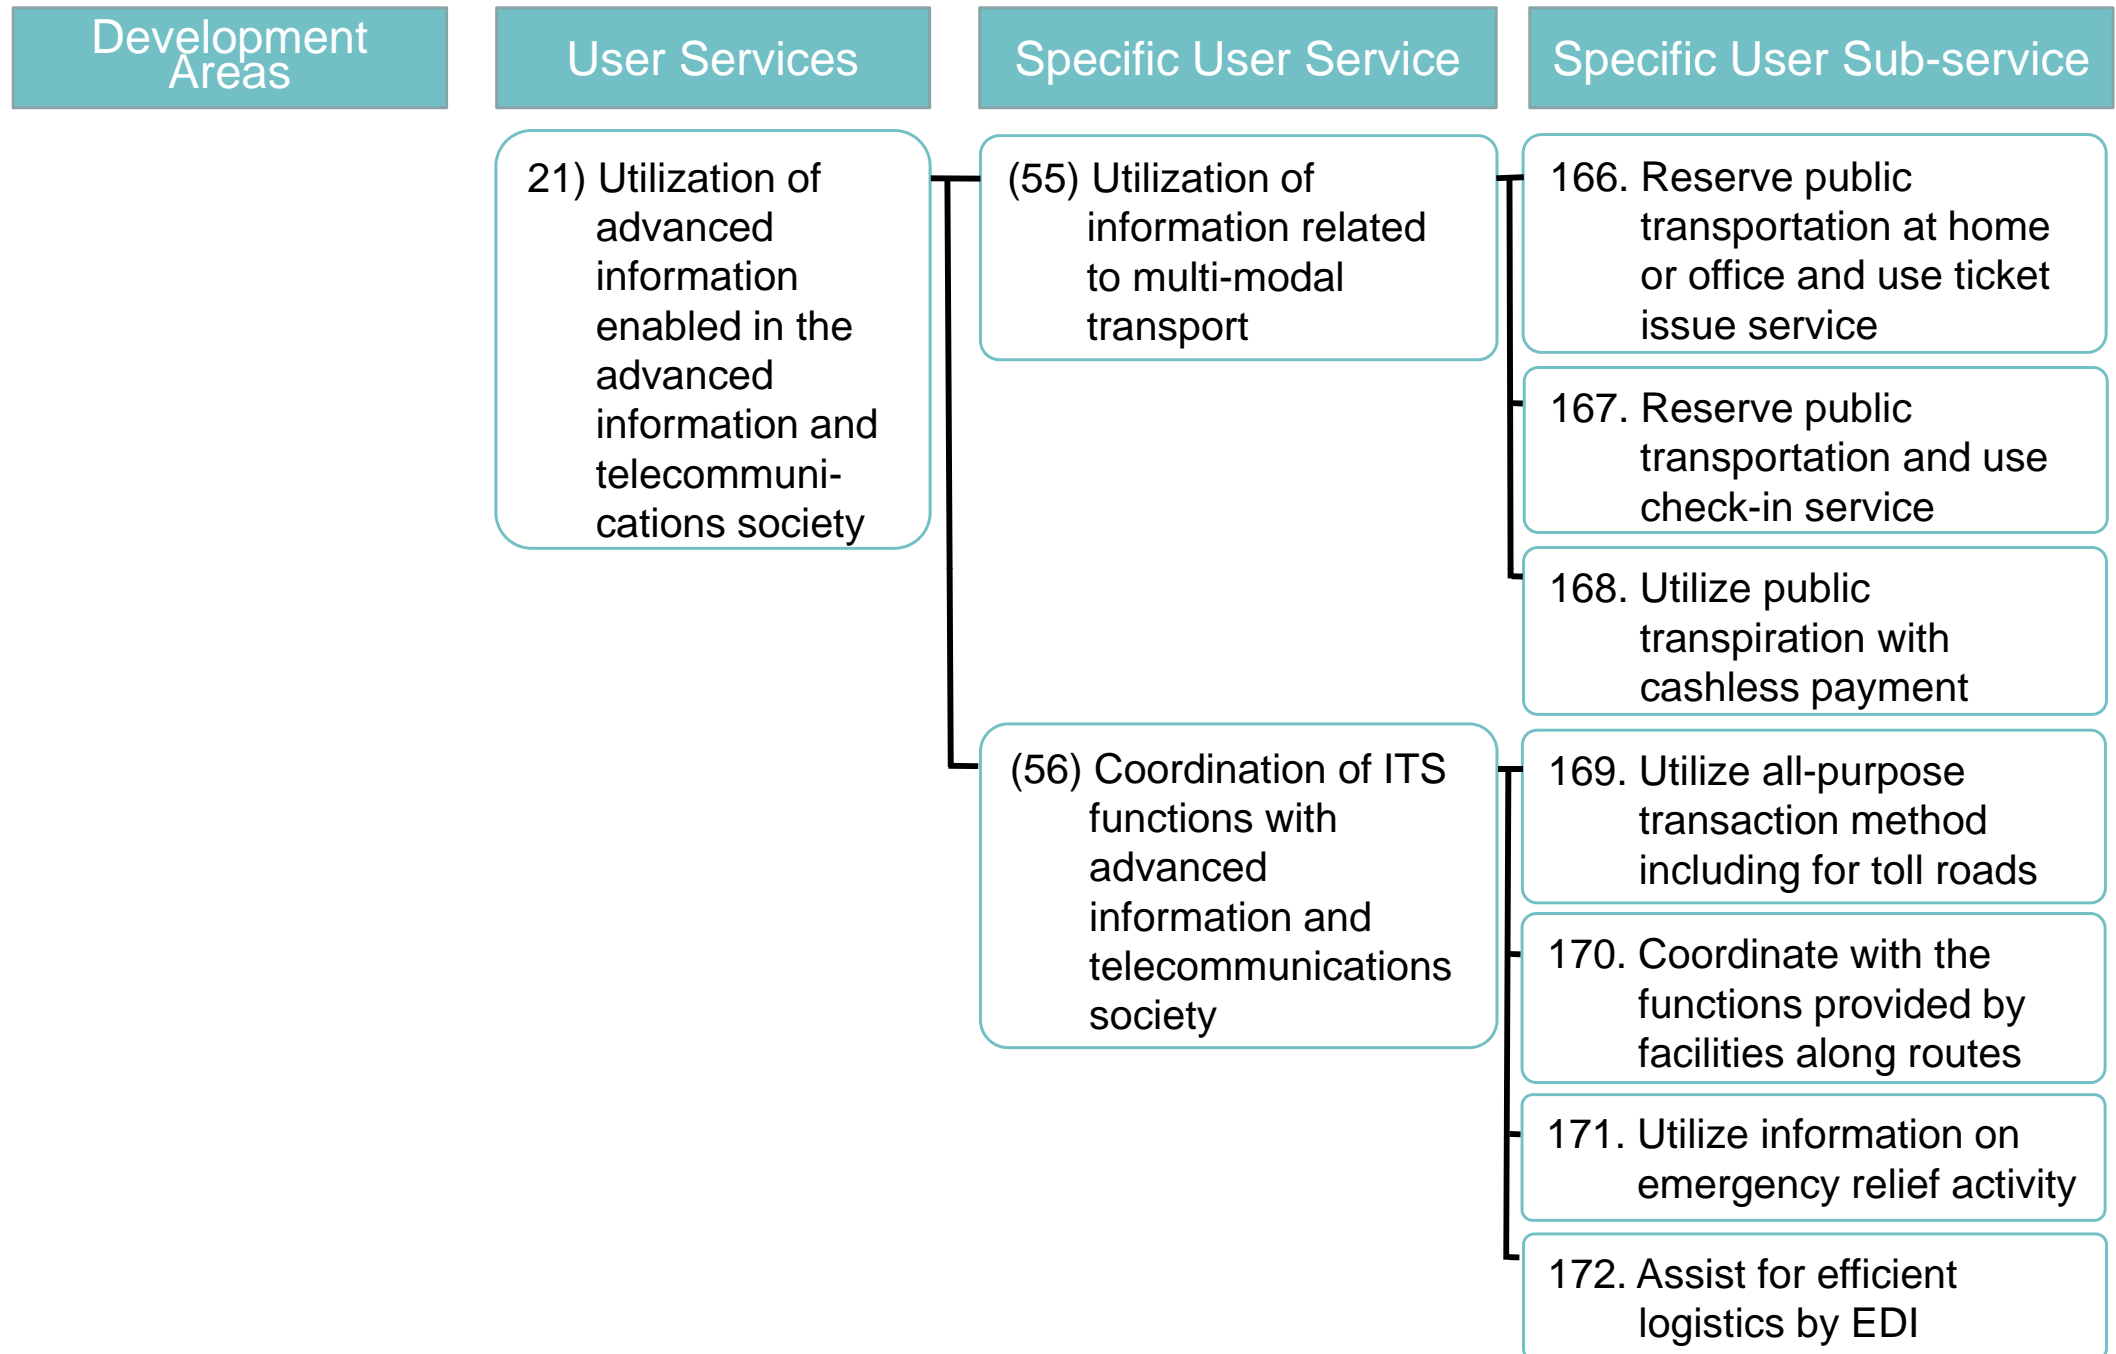 Development
Areas
User Services
Specific User Service
Specific User Sub-service
21) Utilization of
advanced
information
enabled in the
advanced
information and
telecommuni-
cations society
(55) Utilization of
information related
to multi-modal
transport
166. Reserve public
transportation at home
or office and use ticket
issue service
167. Reserve public
transportation and use
check-in service
168. Utilize public
transpiration with
cashless payment
(56) Coordination of ITS
functions with
advanced
information and
telecommunications
society
169. Utilize all-purpose
transaction method
including for toll roads
170. Coordinate with the
functions provided by
facilities along routes
171. Utilize information on
emergency relief activity
172. Assist for efficient
logistics by EDI